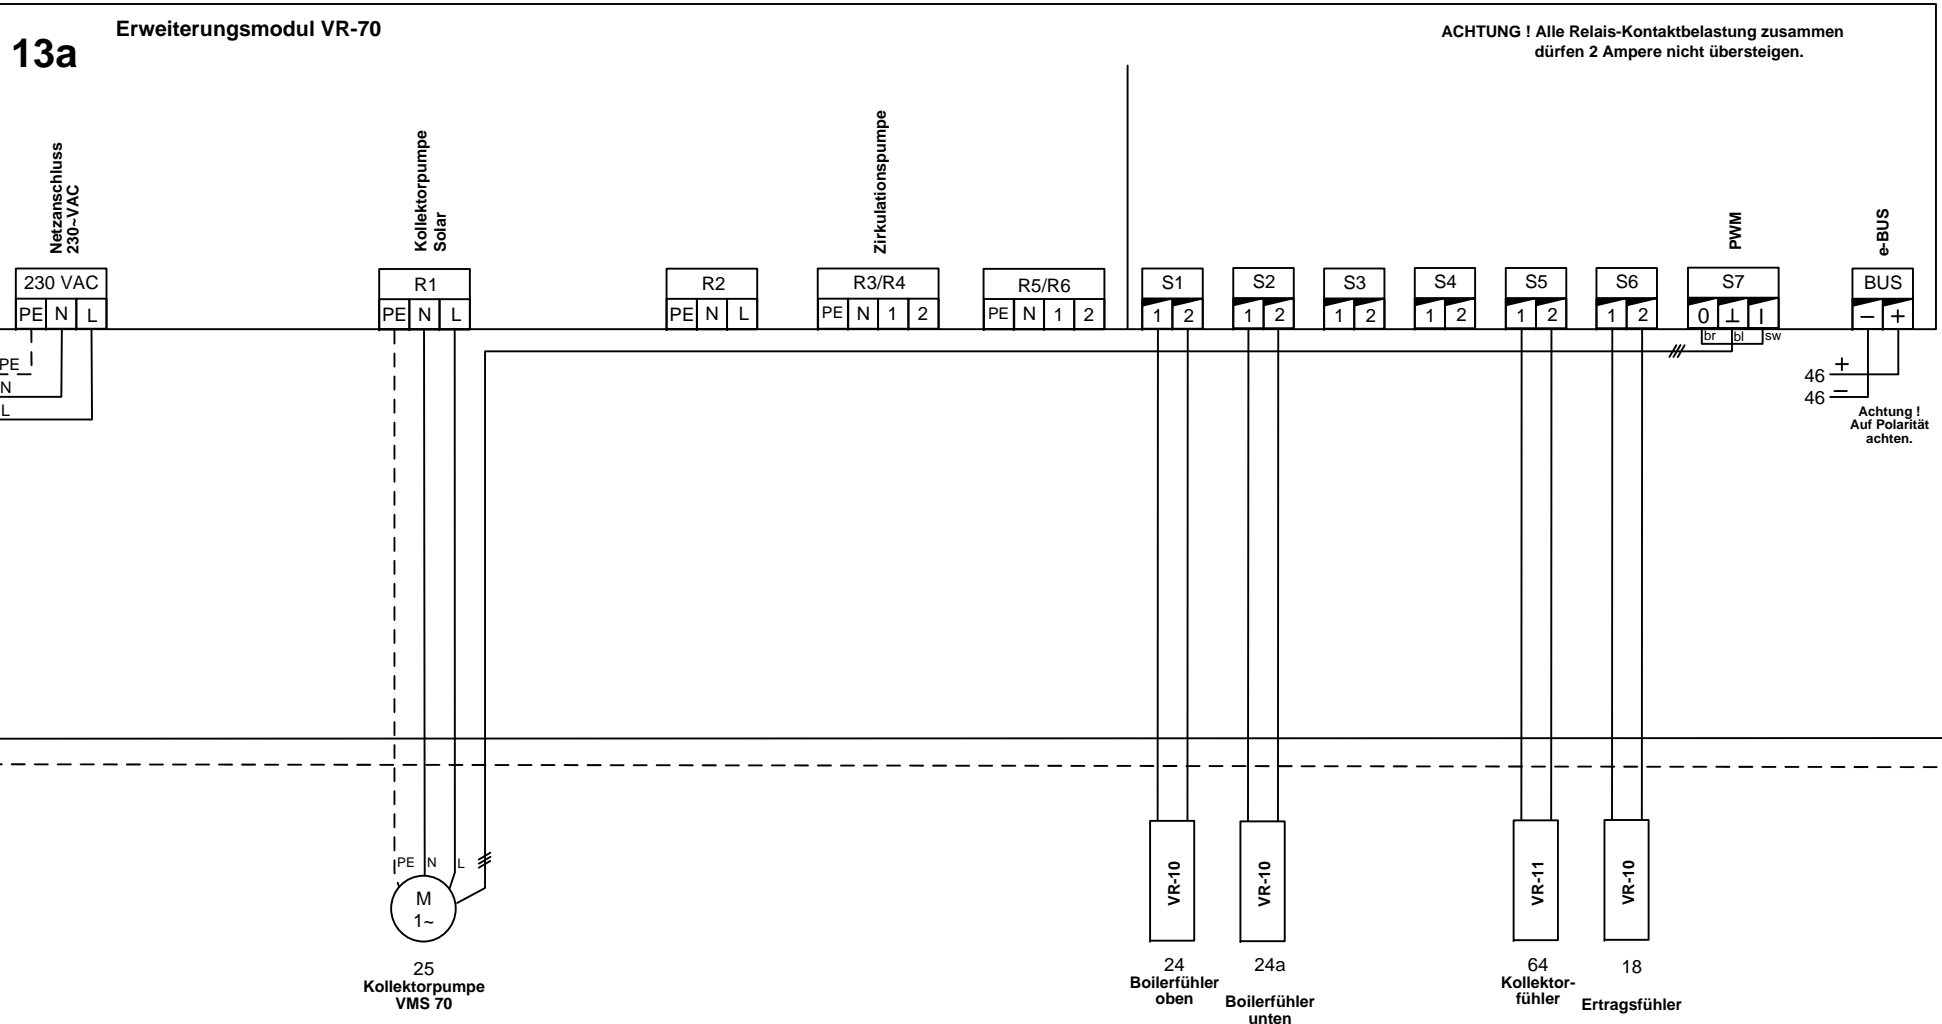 Erweiterungsmodul VR-70
13a
ACHTUNG ! Alle Relais-Kontaktbelastung zusammen
dürfen 2 Ampere nicht übersteigen.
Netzanschluss
230~VAC
Kollektorpumpe
Solar
Zirkulationspumpe
PWM
e-BUS
230 VAC
R1
R2
R3/R4
R5/R6
S1
S2
S3
S4
S5
S6
S7
BUS
PE N L
PE N L
PE N L
PE N 1 2
PE N 1 2
1 2
1 2
1 2
1 2
1 2
1 2
0 ⊥ I
− +
br bl sw
PE
N
L
46 +
46 −
Achtung !
Auf Polarität
achten.
PE N L
M
1~
VR-10
VR-10
VR-11
VR-10
25
Kollektorpumpe
VMS 70
24
Boilerfühler
oben
24a
Boilerfühler
unten
64
Kollektor-
fühler
18
Ertragsfühler